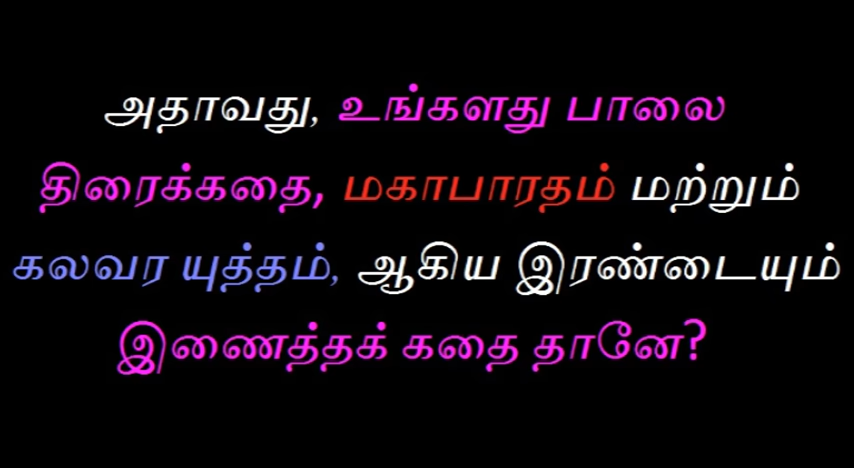 அதாவது, உங்களது பாலை
திரைக்கதை, மகாபாரதம் மற்றும்
கலவர யுத்தம், ஆகிய இரண்டையும்
இணைத்தக் கதை தானே?